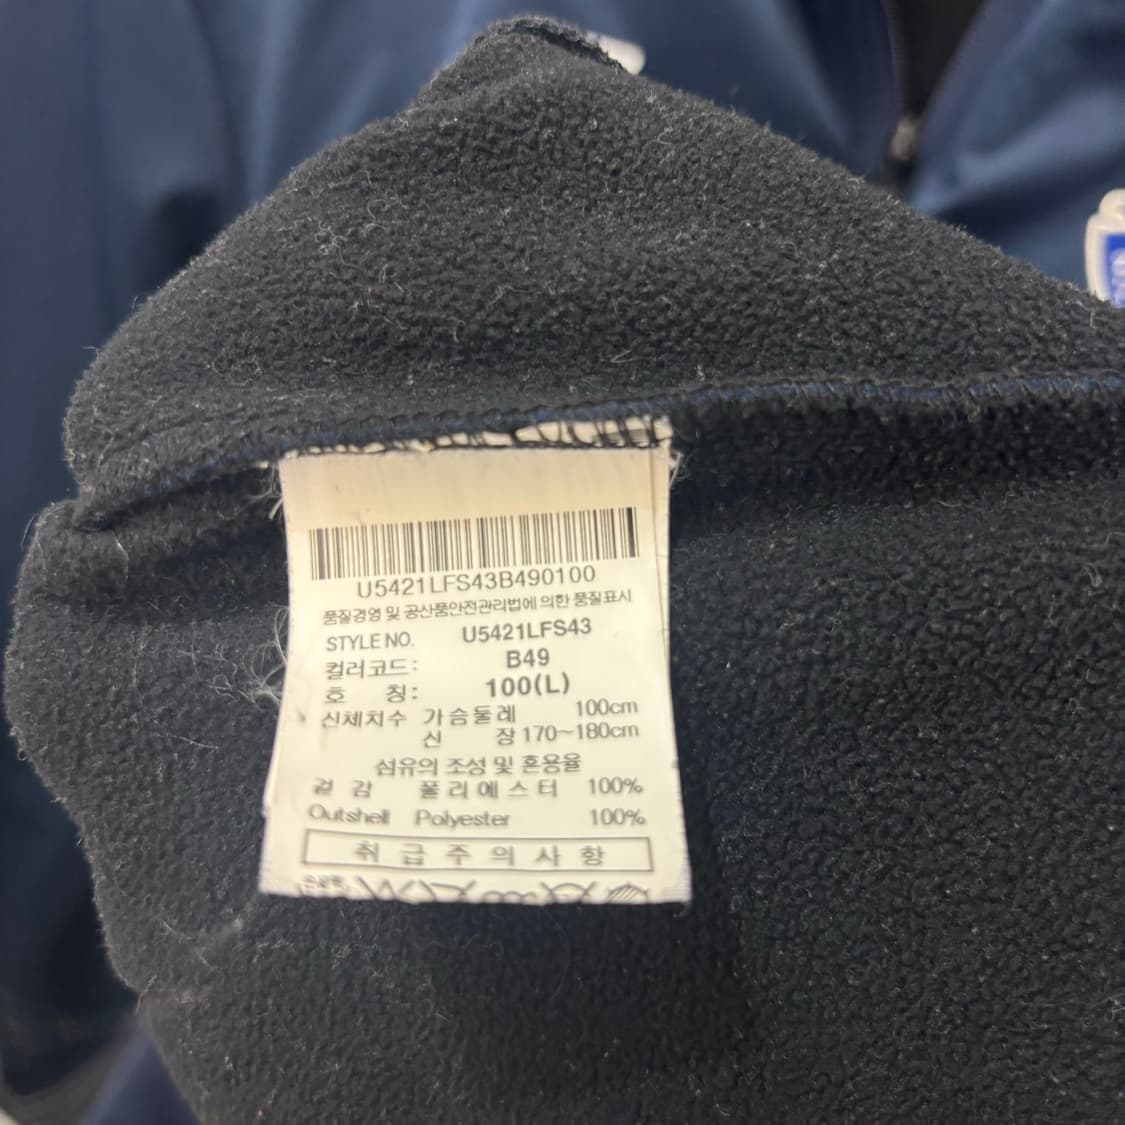 U5421LFS43B490100
품질경영 및 공산품안전관리법에 의한 품질표시
STYLE NO. U5421LFS43
컬러코드: B49
호 칭: 100(L)
신체치수 가슴둘레 100cm
신 장 170~180cm
섬유의 조성 및 혼용율
겉 감 폴리에스터 100%
Outshell Polyester 100%
취급주의사항